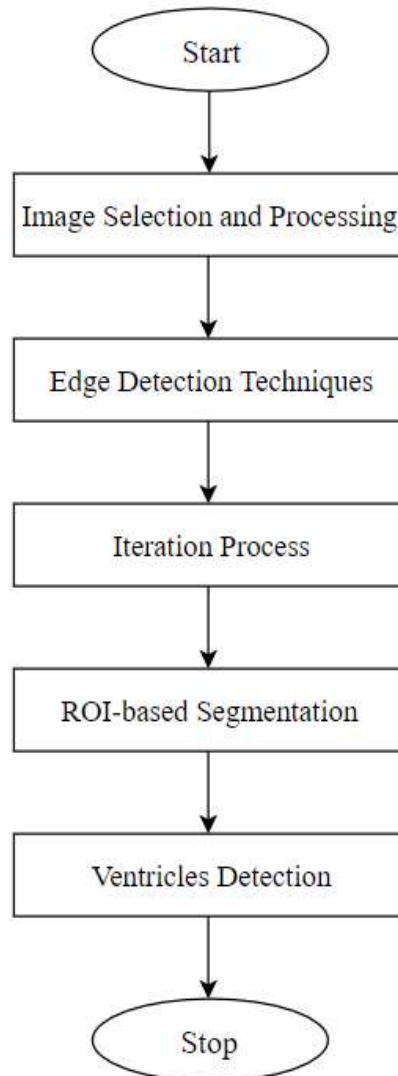 Start
Image Selection and Processing
Edge Detection Techniques
Iteration Process
ROI-based Segmentation
Ventricles Detection
Stop